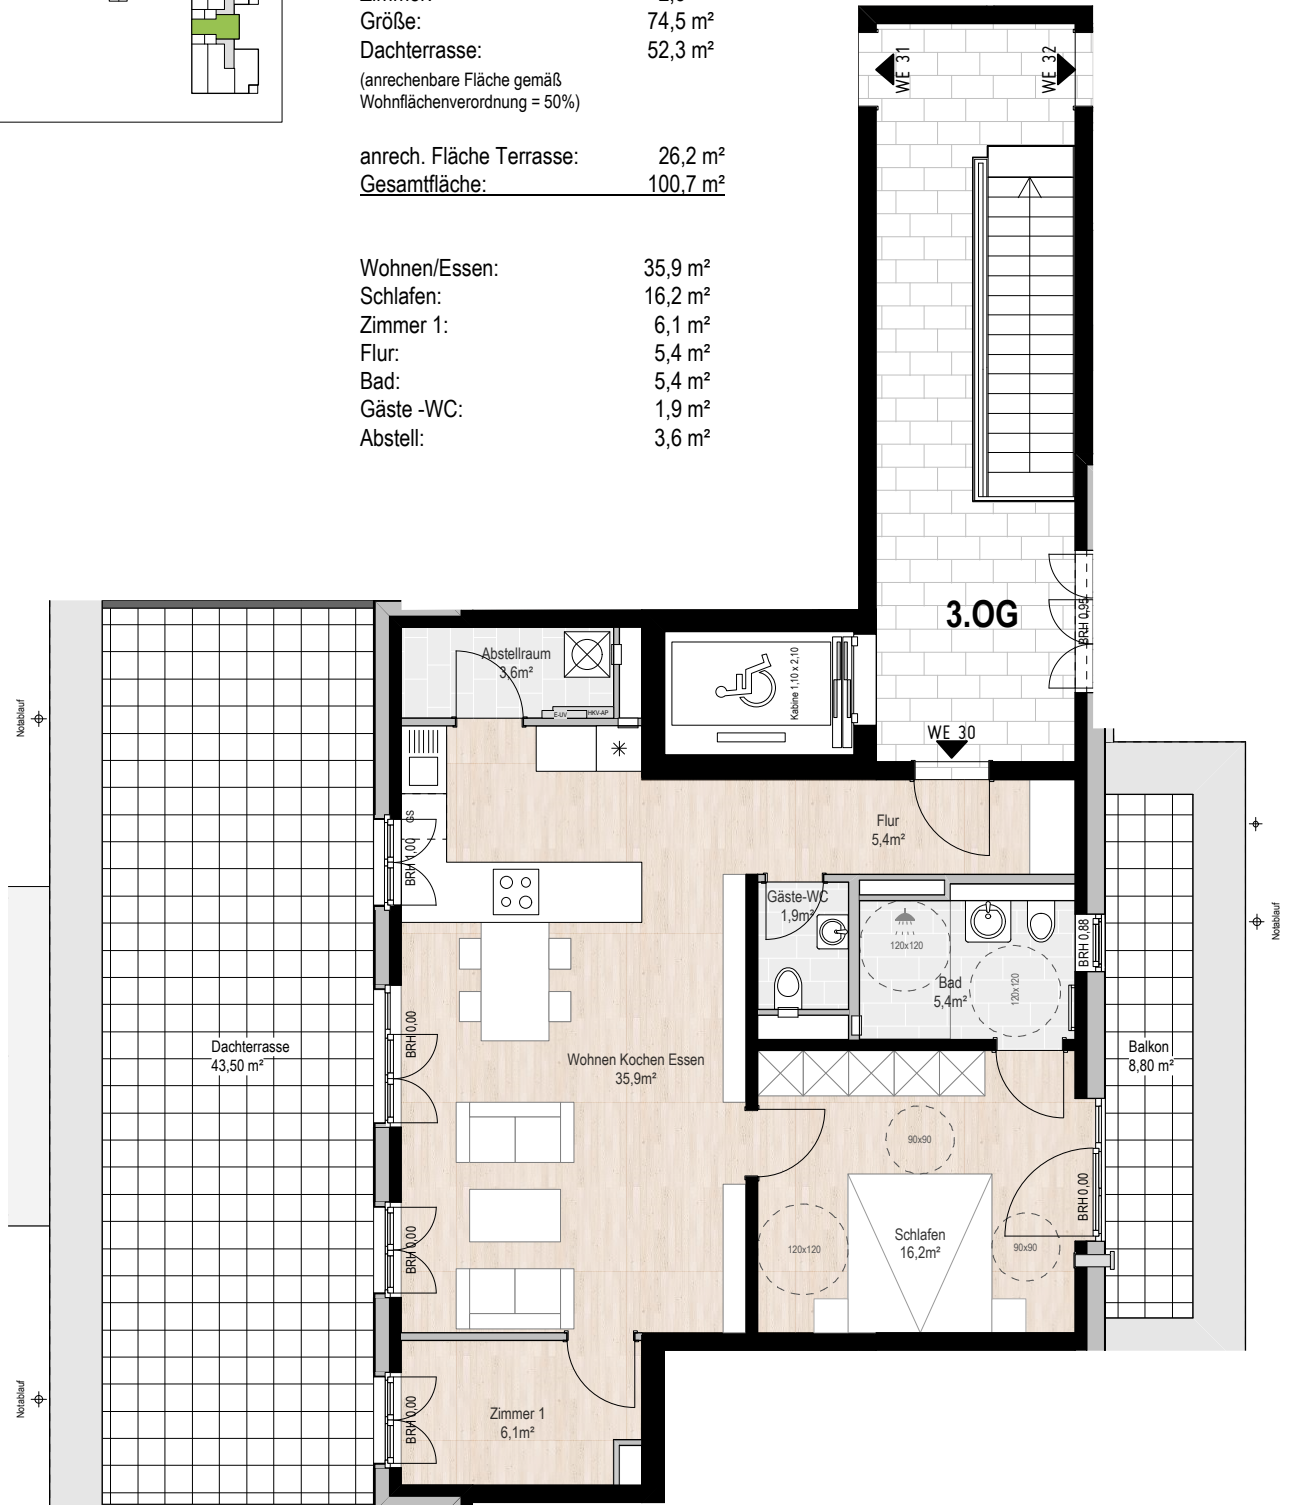 Größe: 74,5 m²
Dachterrasse: 52,3 m²
(anrechenbare Fläche gemäß
Wohnflächenverordnung = 50%)
anrech. Fläche Terrasse: 26,2 m²
Gesamtfläche: 100,7 m²
Wohnen/Essen: 35,9 m²
Schlafen: 16,2 m²
Zimmer 1: 6,1 m²
Flur: 5,4 m²
Bad: 5,4 m²
Gäste -WC: 1,9 m²
Abstell: 3,6 m²
WE 31
WE 32
3.OG
BRH 0,95
Abstellraum
3,6m²
E-UV
HKV-AP
Kabine 1,10 x 2,10
WE 30
Notablauf
GS
BRH 1,00
Flur
5,4m²
Gäste-WC
1,9m²
120x120
Bad
5,4m²
120x120
BRH 0,88
Notablauf
Dachterrasse
43,50 m²
BRH 0,00
Wohnen Kochen Essen
35,9m²
Balkon
8,80 m²
90x90
BRH 0,00
Schlafen
16,2m²
120x120
90x90
BRH 0,00
Notablauf
BRH 0,00
Zimmer 1
6,1m²